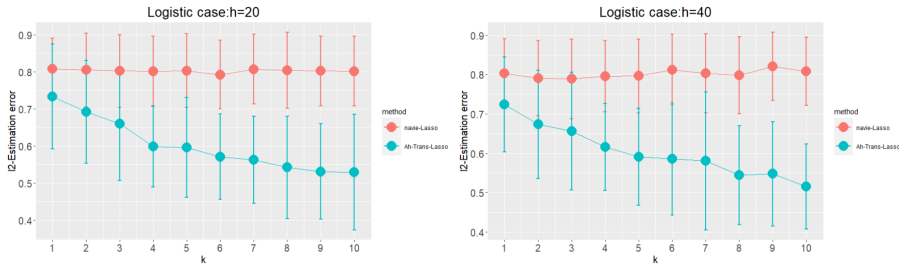 Logistic case:h=20
l2-Estimation error
0.9
0.8
0.7
0.6
0.5
0.4
1 2 3 4 5 6 7 8 9 10
k
method
navie-Lasso
Ah-Trans-Lasso
Logistic case:h=40
l2-Estimation error
0.9
0.8
0.7
0.6
0.5
0.4
1 2 3 4 5 6 7 8 9 10
k
method
navie-Lasso
Ah-Trans-Lasso